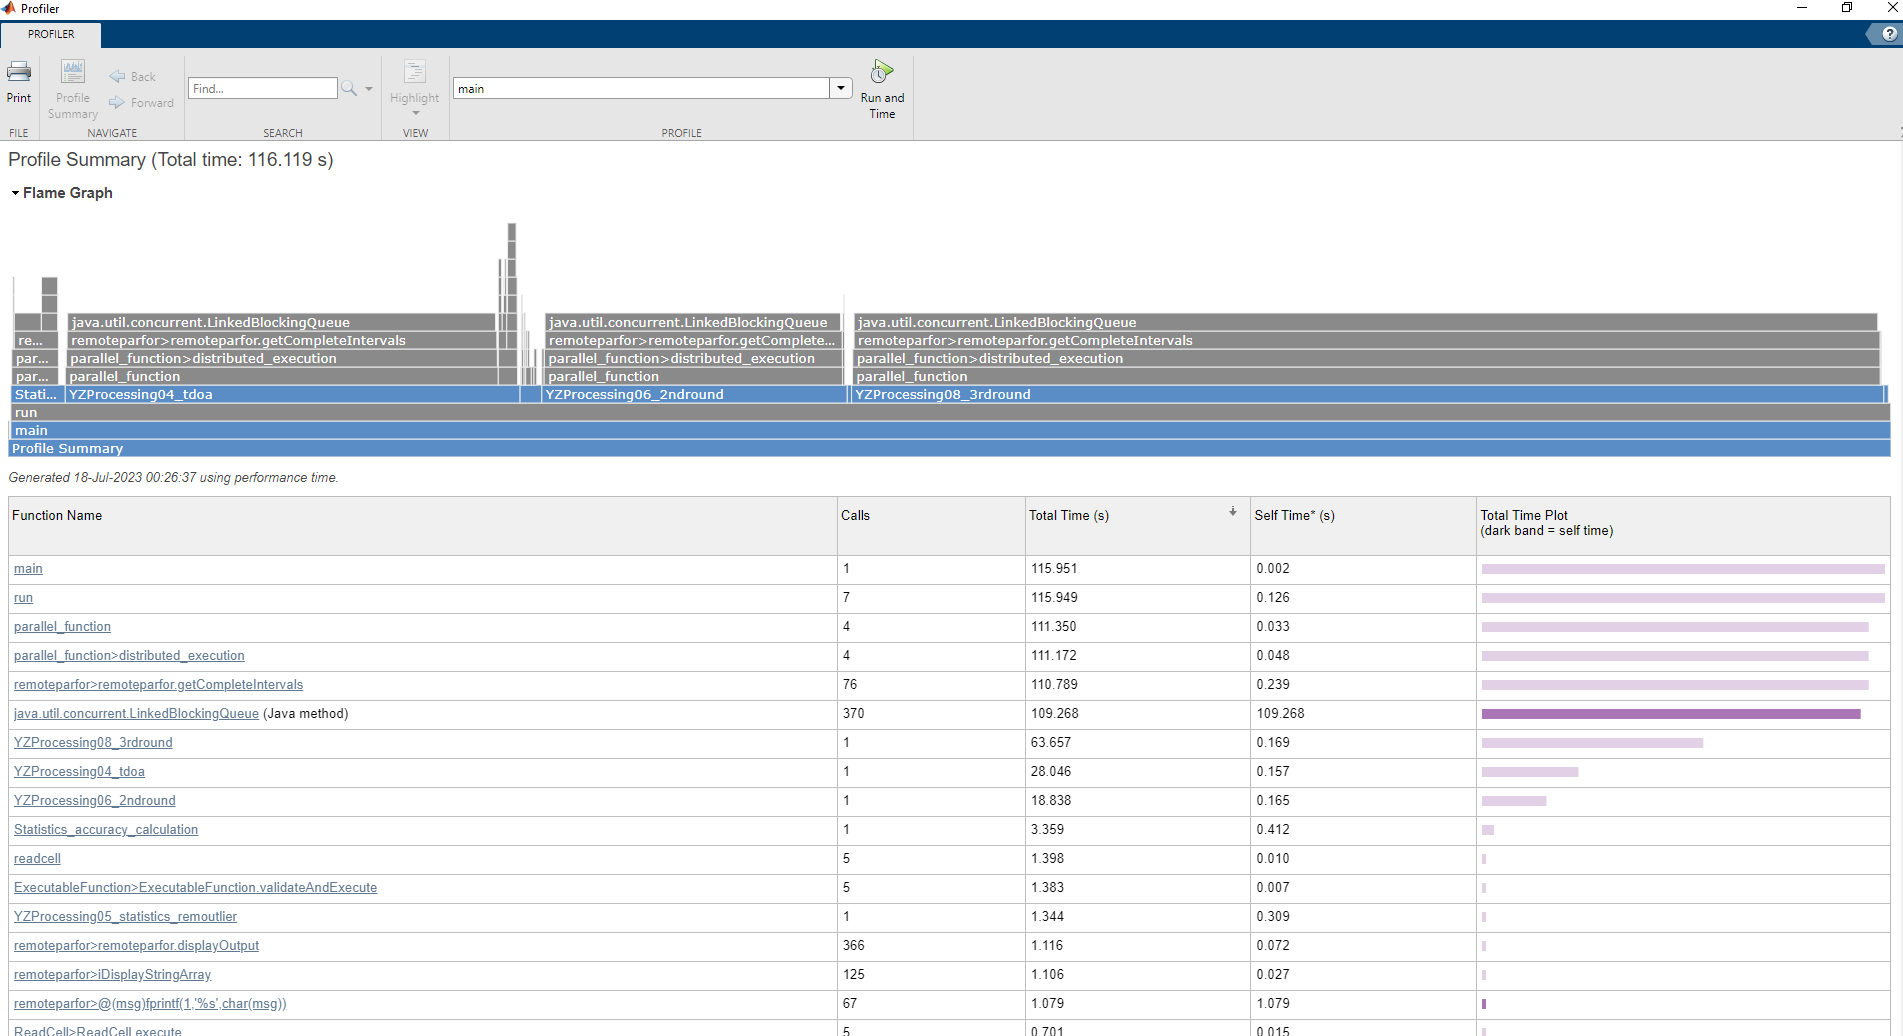 Profiler
PROFILER
Print
Profile Summary
Back
Forward
Find...
Highlight
main
Run and Time
FILE
NAVIGATE
SEARCH
VIEW
PROFILE
Profile Summary (Total time: 116.119 s)
Flame Graph
java.util.concurrent.LinkedBlockingQueue java.util.concurrent.LinkedBlockingQueue java.util.concurrent.LinkedBlockingQueue
re... remoteparfor>remoteparfor.getCompleteIntervals remoteparfor>remoteparfor.getComplete... remoteparfor>remoteparfor.getCompleteIntervals
par... parallel_function>distributed_execution parallel_function>distributed_execution parallel_function>distributed_execution
par... parallel_function parallel_function parallel_function
Stati... YZProcessing04_tdoa YZProcessing06_2ndround YZProcessing08_3rdround
run
main
Profile Summary
Generated 18-Jul-2023 00:26:37 using performance time.
Function Name Calls Total Time (s) Self Time* (s) Total Time Plot
(dark band = self time)
main 1 115.951 0.002
run 7 115.949 0.126
parallel_function 4 111.350 0.033
parallel_function>distributed_execution 4 111.172 0.048
remoteparfor>remoteparfor.getCompleteIntervals 76 110.789 0.239
java.util.concurrent.LinkedBlockingQueue (Java method) 370 109.268 109.268
YZProcessing08_3rdround 1 63.657 0.169
YZProcessing04_tdoa 1 28.046 0.157
YZProcessing06_2ndround 1 18.838 0.165
Statistics_accuracy_calculation 1 3.359 0.412
readcell 5 1.398 0.010
ExecutableFunction>ExecutableFunction.validateAndExecute 5 1.383 0.007
YZProcessing05_statistics_remoutlier 1 1.344 0.309
remoteparfor>remoteparfor.displayOutput 366 1.116 0.072
remoteparfor>iDisplayStringArray 125 1.106 0.027
remoteparfor>@(msg)fprintf(1,'%s',char(msg)) 67 1.079 1.079
ReadCell>ReadCell.execute 5 0.701 0.015